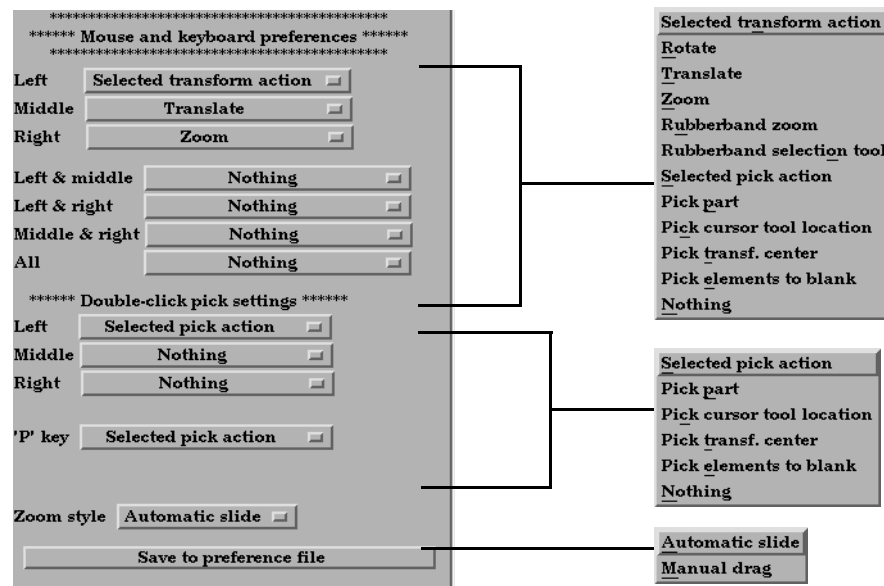 ******************************************
****** Mouse and keyboard preferences ******
******************************************
Left Selected transform action
Middle Translate
Right Zoom
Left & middle Nothing
Left & right Nothing
Middle & right Nothing
All Nothing
****** Double-click pick settings ******
Left Selected pick action
Middle Nothing
Right Nothing
'P' key Selected pick action
Zoom style Automatic slide
Save to preference file
Selected transform action
Rotate
Translate
Zoom
Rubberband zoom
Rubberband selection tool
Selected pick action
Pick part
Pick cursor tool location
Pick transf. center
Pick elements to blank
Nothing
Selected pick action
Pick part
Pick cursor tool location
Pick transf. center
Pick elements to blank
Nothing
Automatic slide
Manual drag